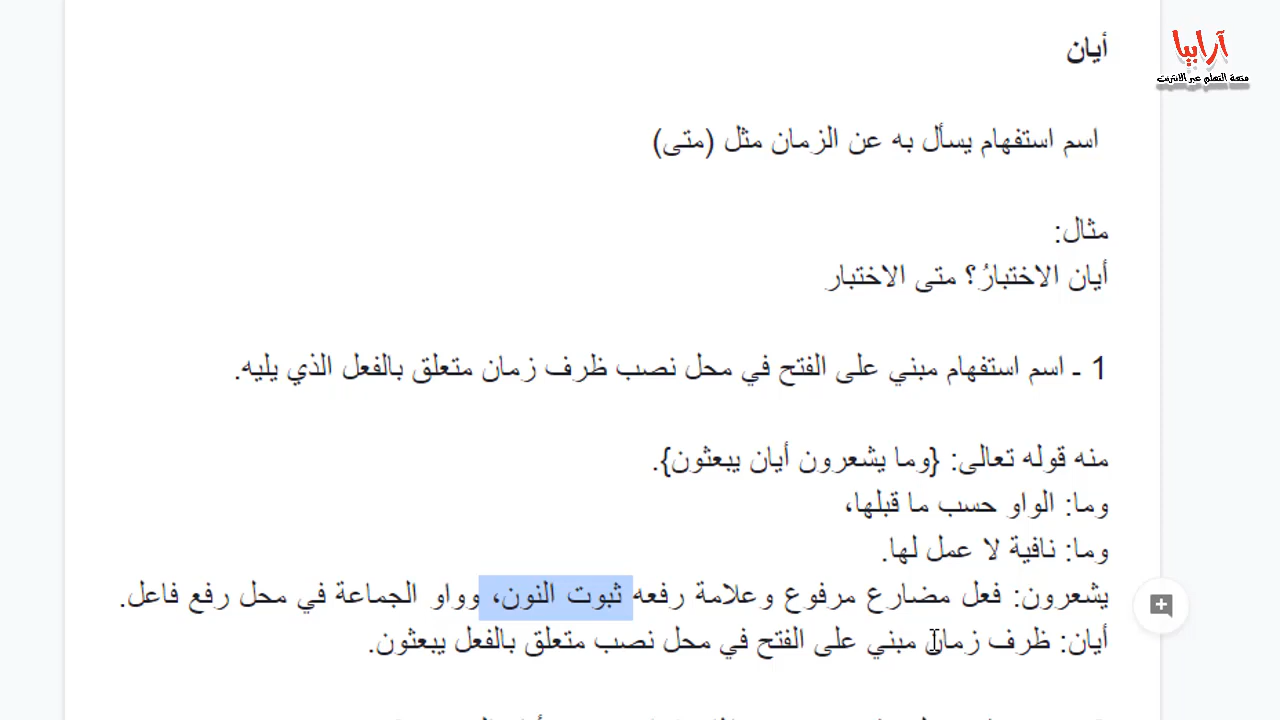 آرابيا
متعة التعلم عبر الانترنت
أيان
اسم استفهام يسأل به عن الزمان مثل (متى)
مثال:
أيان الاختبارُ؟ متى الاختبار
1 ـ اسم استفهام مبني على الفتح في محل نصب ظرف زمان متعلق بالفعل الذي يليه.
منه قوله تعالى: {وما يشعرون أيان يبعثون}.
وما: الواو حسب ما قبلها،
وما: نافية لا عمل لها.
يشعرون: فعل مضارع مرفوع وعلامة رفعه ثبوت النون، وواو الجماعة في محل رفع فاعل.
أيان: ظرف زمان مبني على الفتح في محل نصب متعلق بالفعل يبعثون.